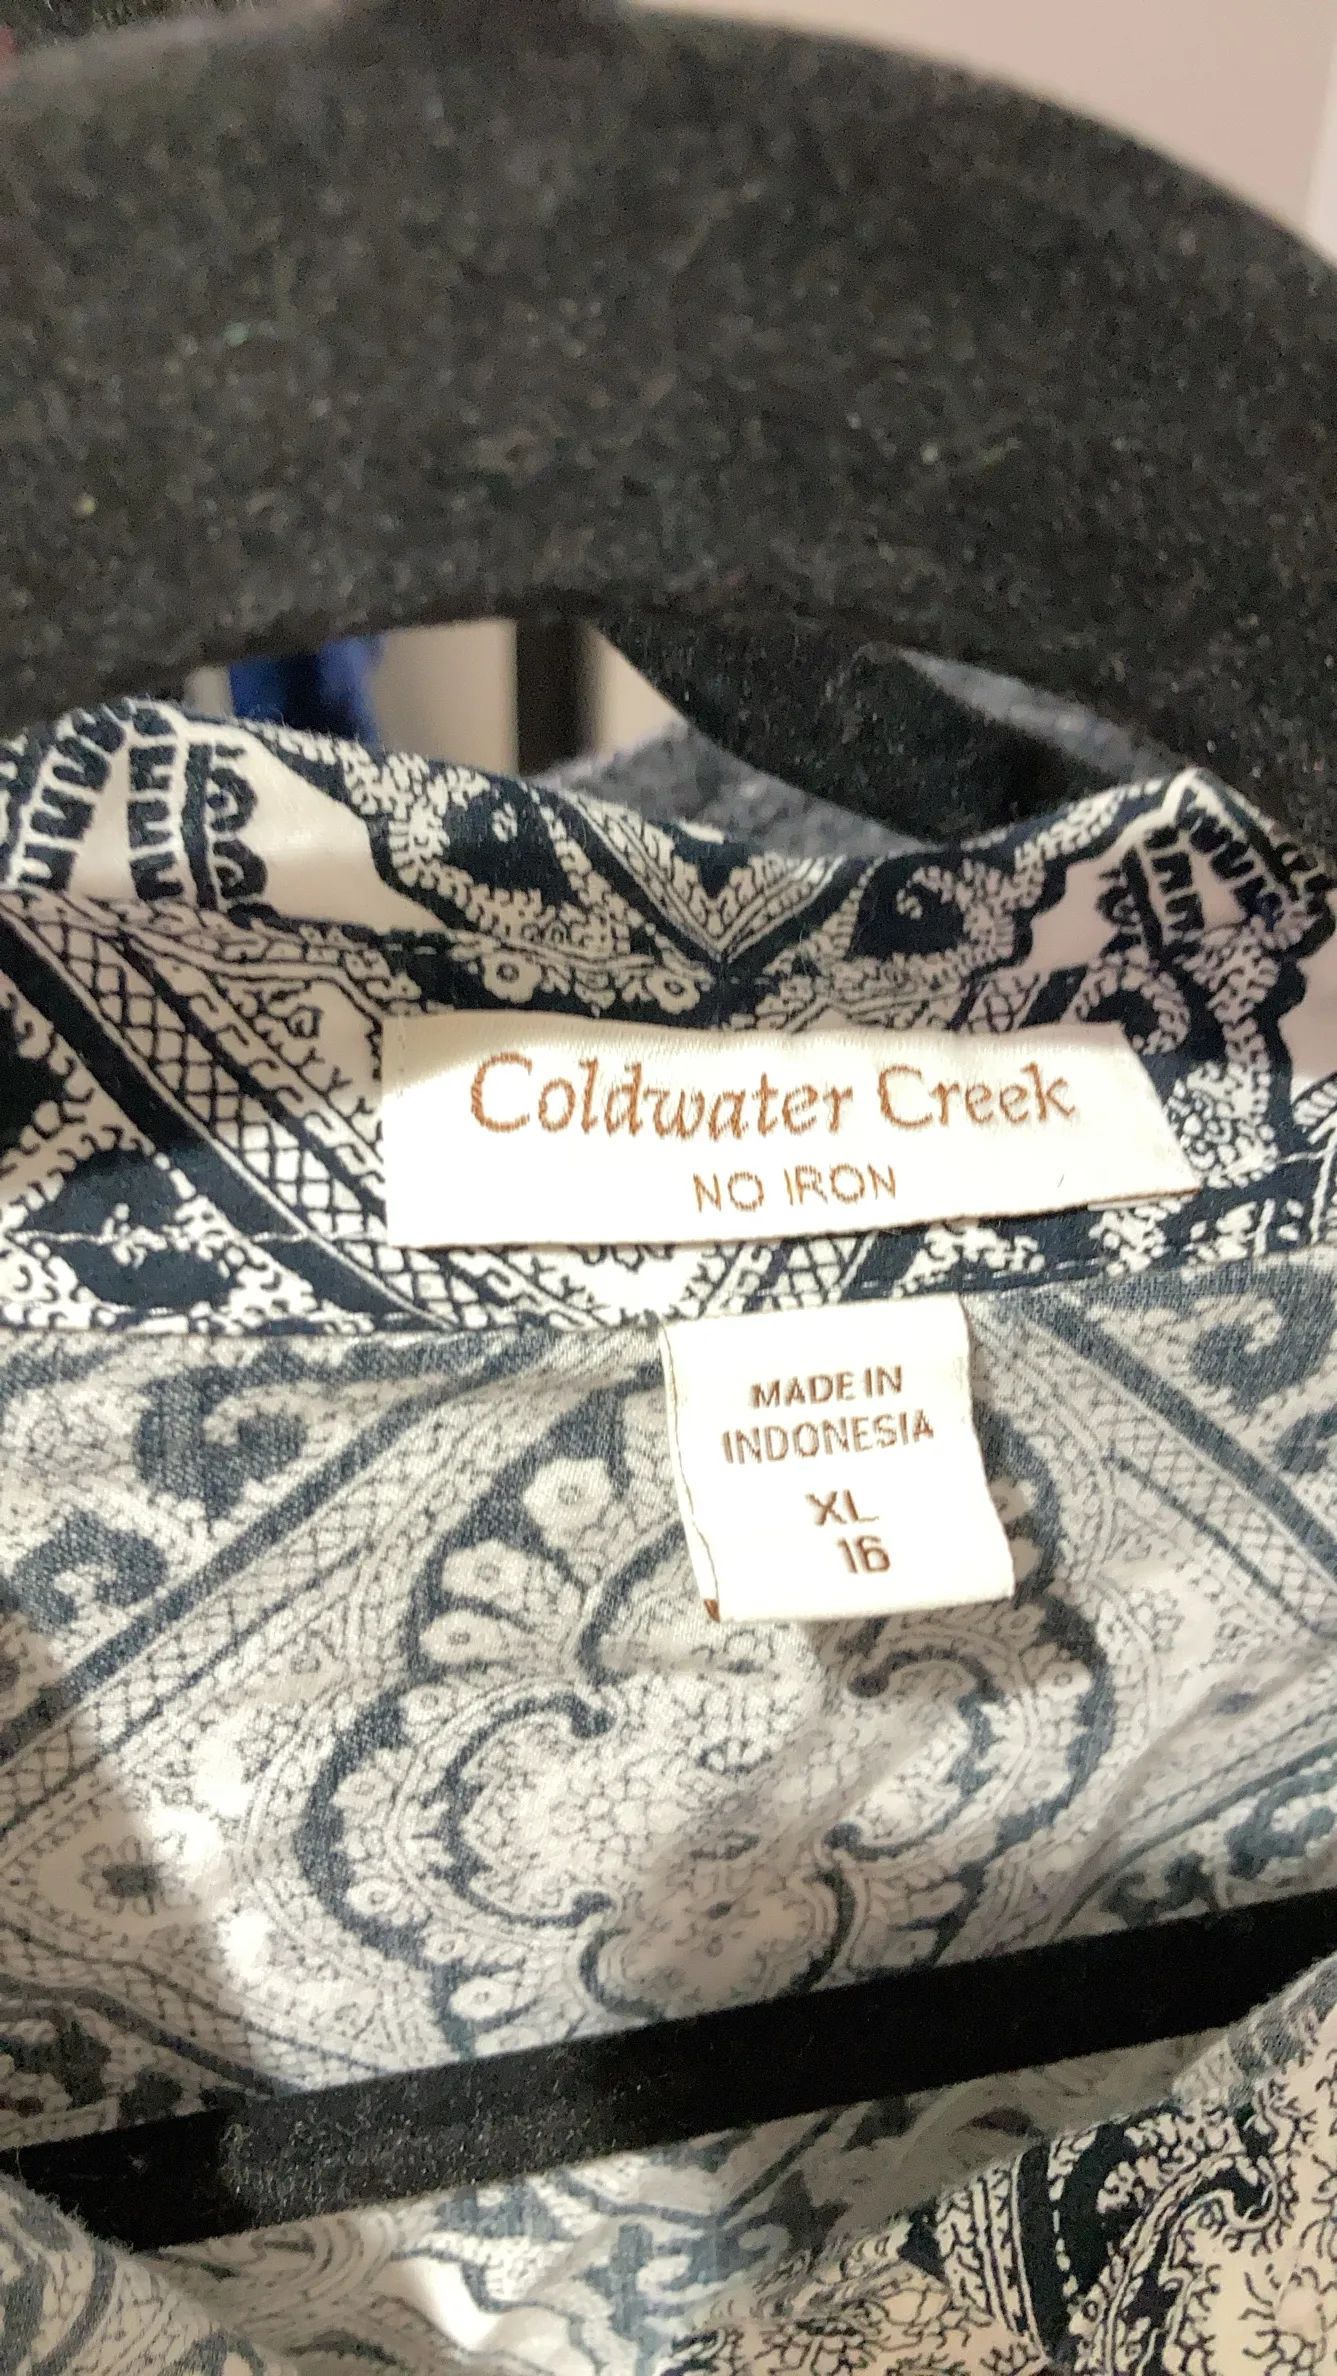 Coldwater Creek
NO IRON
MADE IN
INDONESIA
XL
16